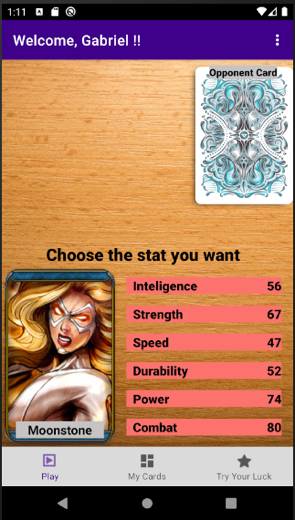 1:11
Welcome, Gabriel !!
Opponent Card
Choose the stat you want
Inteligence 56
Strength 67
Speed 47
Durability 52
Power 74
Combat 80
Moonstone
Play
My Cards
Try Your Luck